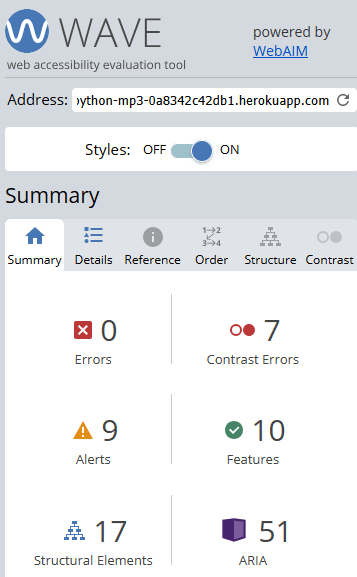 WAVE
powered by
WebAIM
web accessibility evaluation tool
Address: python-mp3-0a8342c42db1.herokuapp.com
Styles: OFF ON
Summary
Summary Details Reference Order Structure Contrast
0 7
Errors Contrast Errors
9 10
Alerts Features
17 51
Structural Elements ARIA